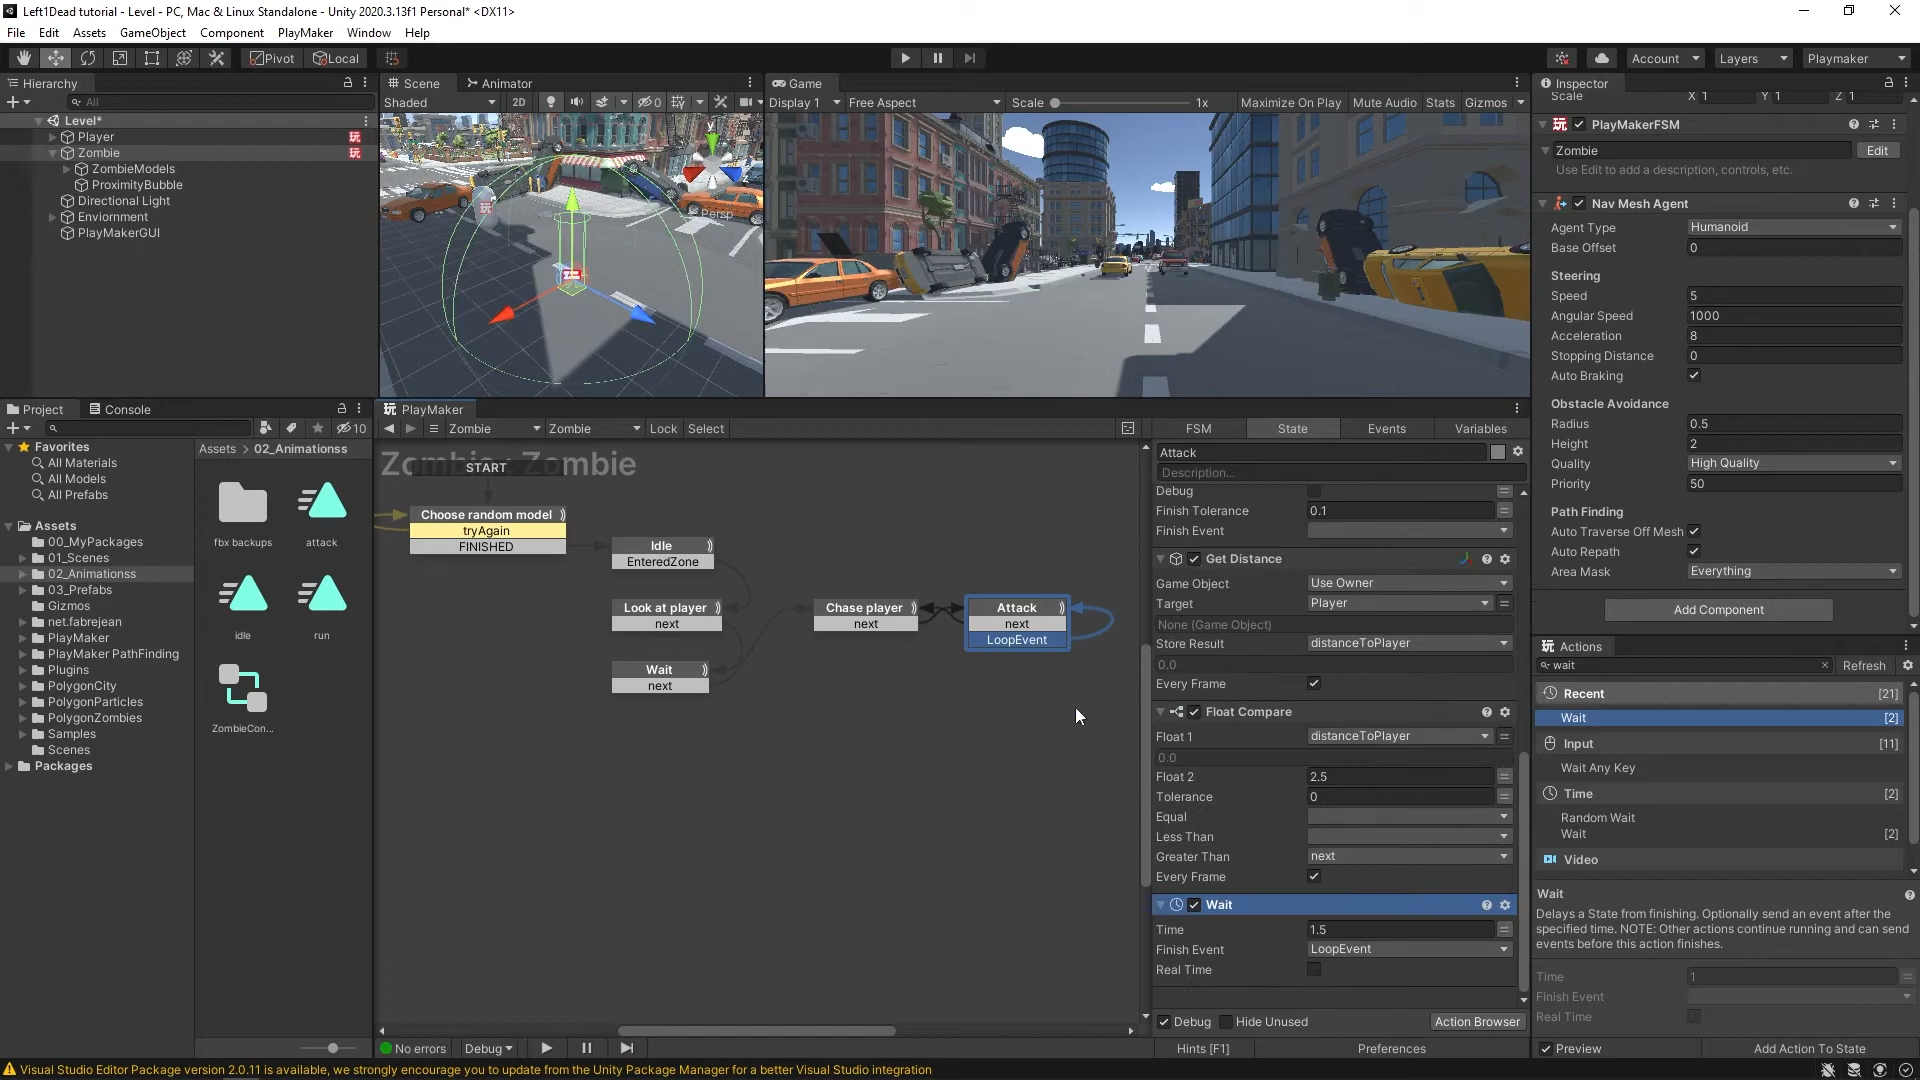 Left1Dead tutorial - Level - PC, Mac & Linux Standalone - Unity 2020.3.13f1 Personal* <DX11>
File Edit Assets GameObject Component PlayMaker Window Help
Pivot Local Account Layers Playmaker
Hierarchy
All
Level*
Player
Zombie
ZombieModels
ProximityBubble
Directional Light
Enviornment
PlayMakerGUI
Scene Animator
Shaded 2D 0
y
z
Persp
Game
Display 1 Free Aspect Scale 1x Maximize On Play Mute Audio Stats Gizmos
Inspector
Scale X 1 Y 1 Z 1
PlayMakerFSM
Zombie Edit
Use Edit to add a description, controls, etc.
Nav Mesh Agent
Agent Type Humanoid
Base Offset 0
Steering
Speed 5
Angular Speed 1000
Acceleration 8
Stopping Distance 0
Auto Braking
Obstacle Avoidance
Radius 0.5
Height 2
Quality High Quality
Priority 50
Path Finding
Auto Traverse Off Mesh
Auto Repath
Area Mask Everything
Add Component
Project Console
10
Favorites
All Materials
All Models
All Prefabs
Assets
00_MyPackages
01_Scenes
02_Animationss
03_Prefabs
Gizmos
net.fabrejean
PlayMaker
PlayMaker PathFinding
Plugins
PolygonCity
PolygonParticles
PolygonZombies
Samples
Scenes
Packages
Assets > 02_Animationss
fbx backups attack
idle run
ZombieCon...
PlayMaker
Zombie Zombie Lock Select
Zombie : Zombie
START
Choose random model
tryAgain
FINISHED
Idle
EnteredZone
Look at player
next
Wait
next
Chase player
next
Attack
next
LoopEvent
No errors Debug
FSM State Events Variables
Attack
Description...
Debug
Finish Tolerance 0.1
Finish Event
Get Distance
Game Object Use Owner
Target Player
None (Game Object)
Store Result distanceToPlayer
0.0
Every Frame
Float Compare
Float 1 distanceToPlayer
0.0
Float 2 2.5
Tolerance 0
Equal
Less Than
Greater Than next
Every Frame
Wait
Time 1.5
Finish Event LoopEvent
Real Time
Debug Hide Unused Action Browser
Hints [F1] Preferences
Actions
wait Refresh
Recent [21]
Wait [2]
Input [11]
Wait Any Key
Time [2]
Random Wait
Wait [2]
Video
Wait
Delays a State from finishing. Optionally send an event after the
specified time. NOTE: Other actions continue running and can send
events before this action finishes.
Time 1
Finish Event
Real Time
Preview Add Action To State
Visual Studio Editor Package version 2.0.11 is available, we strongly encourage you to update from the Unity Package Manager for a better Visual Studio integration